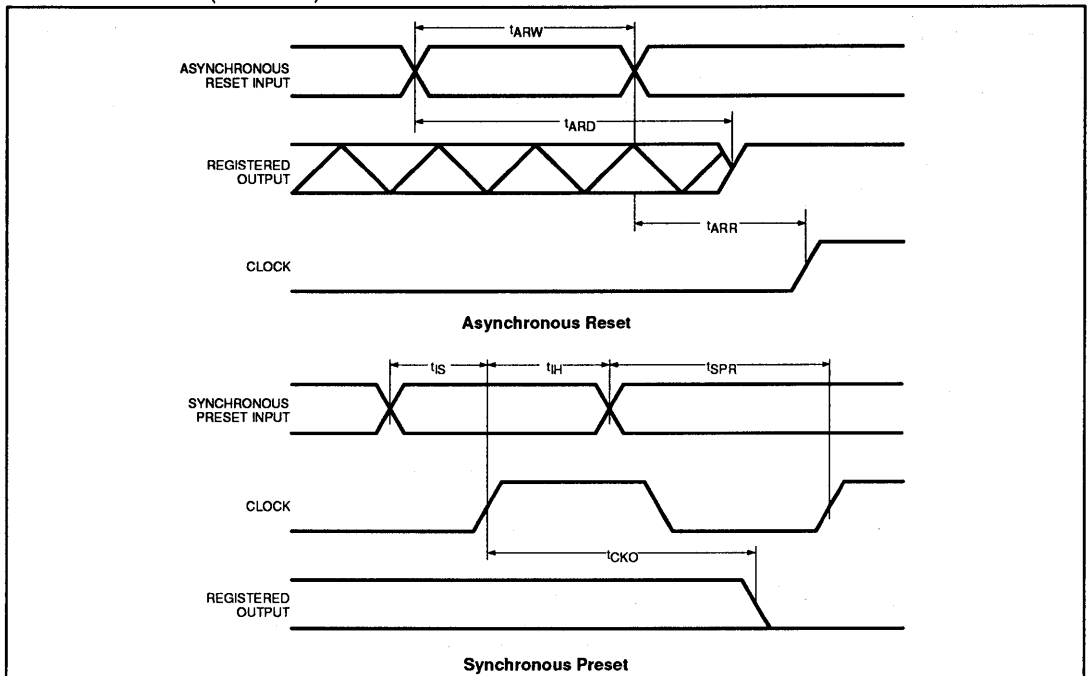 tARW
ASYNCHRONOUS
RESET INPUT
tARD
REGISTERED
OUTPUT
tARR
CLOCK
Asynchronous Reset
tIS
tIH
tSPR
SYNCHRONOUS
PRESET INPUT
CLOCK
tCKO
REGISTERED
OUTPUT
Synchronous Preset